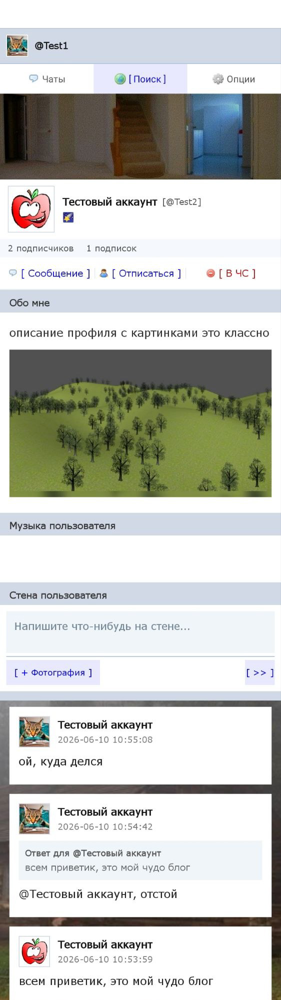 @Test1
Чаты
[ Поиск ]
Опции
Тестовый аккаунт [@Test2]
2 подписчиков 1 подписок
[ Сообщение ]
[ Отписаться ]
[ В ЧС ]
Обо мне
описание профиля с картинками это классно
Музыка пользователя
Стена пользователя
Напишите что-нибудь на стене...
[ + Фотография ]
[ >> ]
Тестовый аккаунт
2026-06-10 10:55:08
ой, куда делся
Тестовый аккаунт
2026-06-10 10:54:42
Ответ для @Тестовый аккаунт
всем приветик, это мой чудо блог
@Тестовый аккаунт, отстой
Тестовый аккаунт
2026-06-10 10:53:59
всем приветик, это мой чудо блог